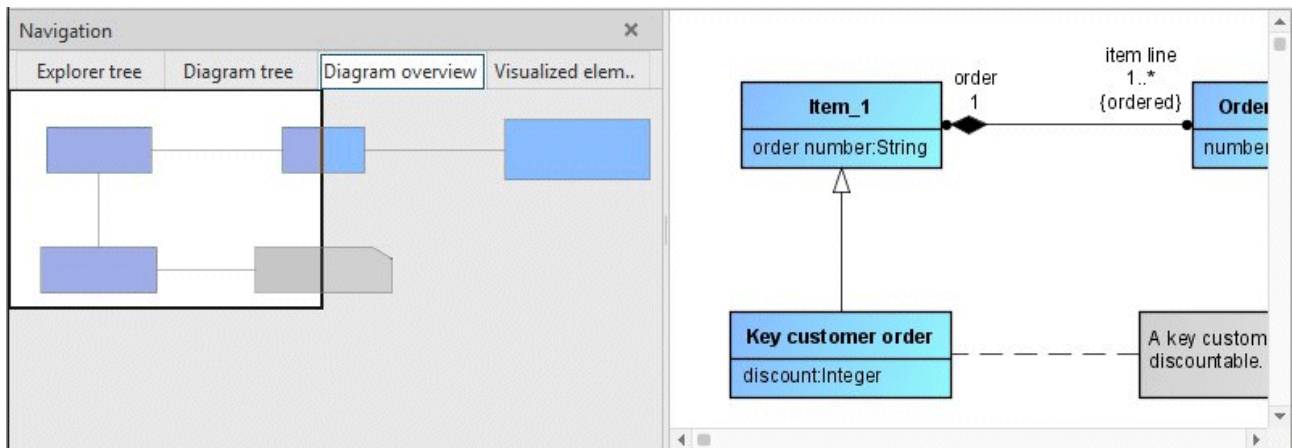 Navigation
Explorer tree
Diagram tree
Diagram overview
Visualized elem..
Item_1
order number:String
order
1
item line
1..*
{ordered}
Order
number
Key customer order
discount:Integer
A key custom
discountable.